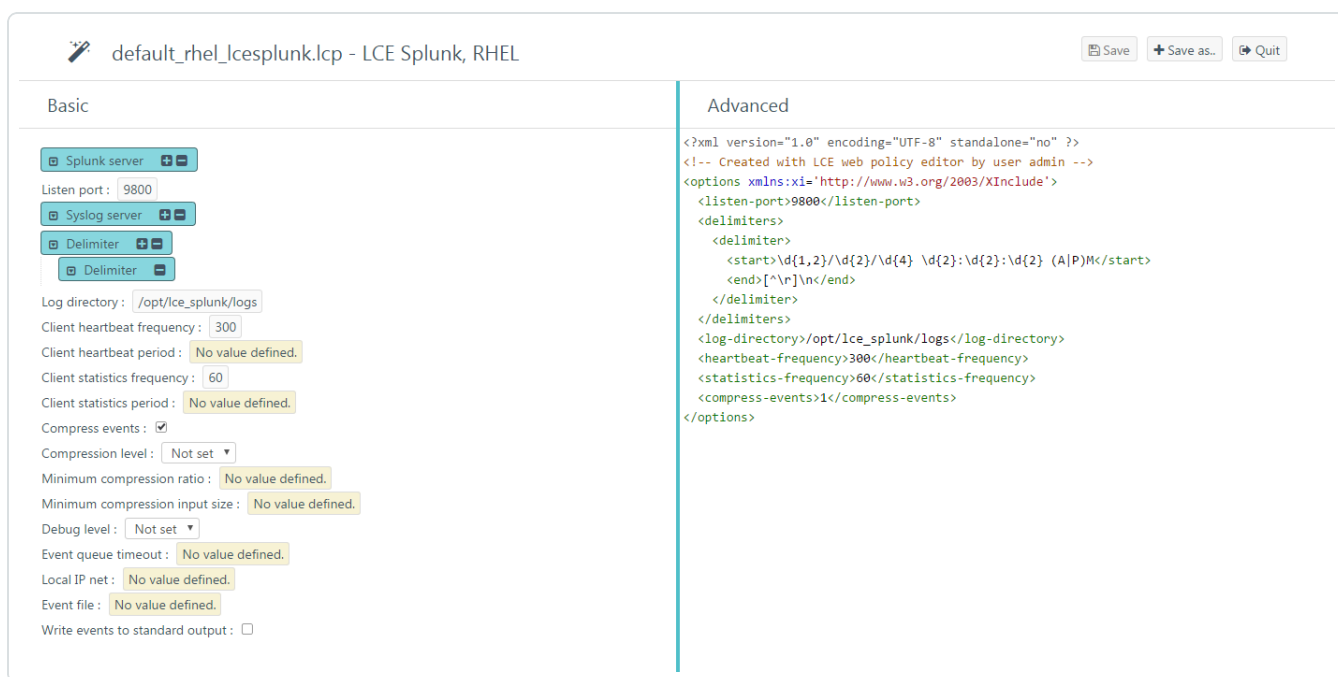 default_rhel_lcesplunk.lcp - LCE Splunk, RHEL
Save
Save as..
Quit
Basic
Splunk server
Listen port : 9800
Syslog server
Delimiter
Delimiter
Log directory : /opt/lce_splunk/logs
Client heartbeat frequency : 300
Client heartbeat period : No value defined.
Client statistics frequency : 60
Client statistics period : No value defined.
Compress events :
Compression level : Not set
Minimum compression ratio : No value defined.
Minimum compression input size : No value defined.
Debug level : Not set
Event queue timeout : No value defined.
Local IP net : No value defined.
Event file : No value defined.
Write events to standard output :
Advanced
<?xml version="1.0" encoding="UTF-8" standalone="no" ?>
<!-- Created with LCE web policy editor by user admin -->
<options xmlns:xi='http://www.w3.org/2003/XInclude'>
<listen-port>9800</listen-port>
<delimiters>
<delimiter>
<start>\d{1,2}/\d{2}/\d{4} \d{2}:\d{2}:\d{2} (A|P)M</start>
<end>[^\r]\n</end>
</delimiter>
</delimiters>
<log-directory>/opt/lce_splunk/logs</log-directory>
<heartbeat-frequency>300</heartbeat-frequency>
<statistics-frequency>60</statistics-frequency>
<compress-events>1</compress-events>
</options>